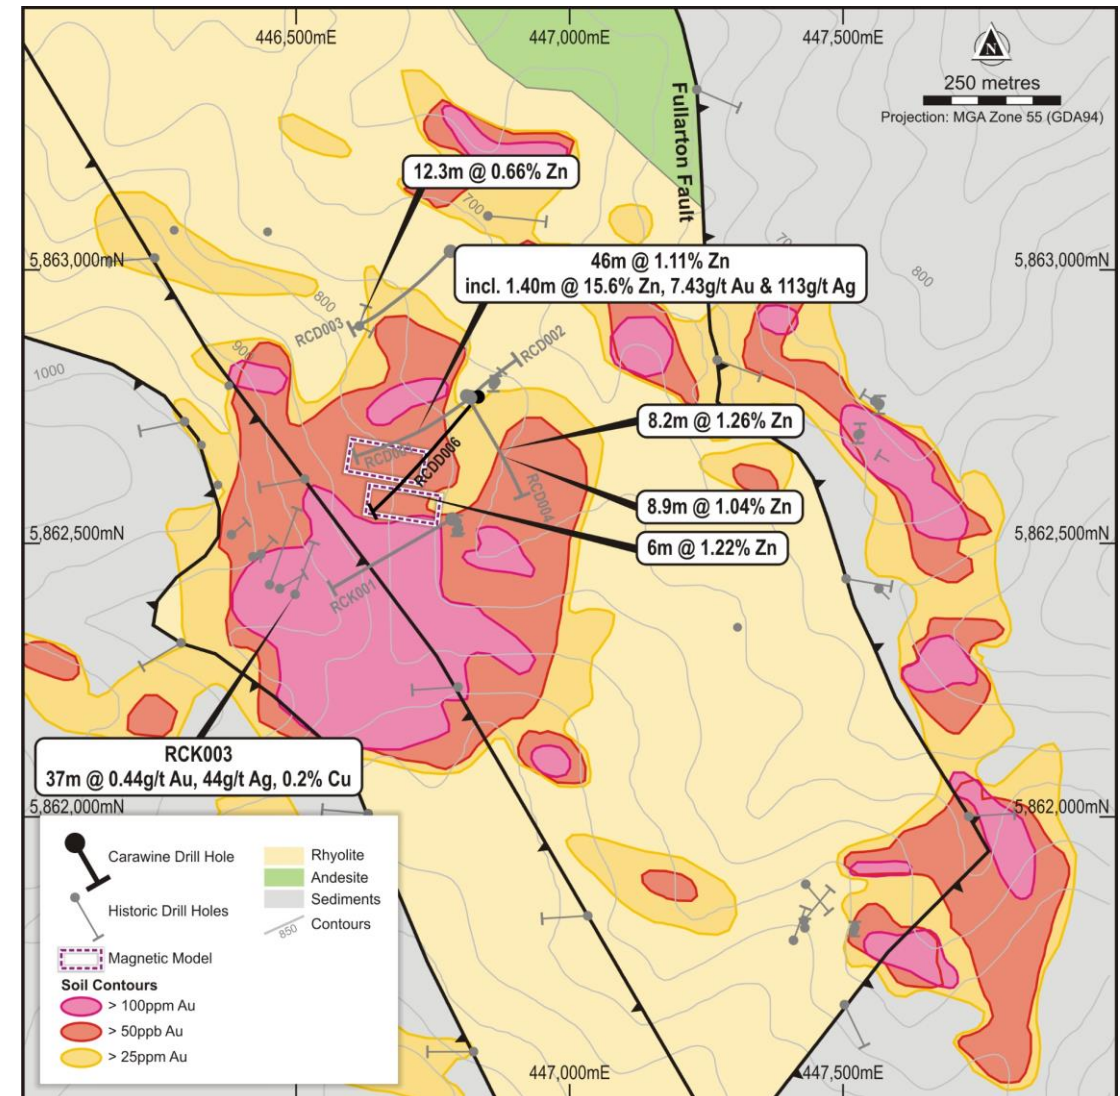 446,500mE
447,000mE
447,500mE
N
250 metres
Projection: MGA Zone 55 (GDA94)
Fullarton Fault
12.3m @ 0.66% Zn
700
5,863,000mN
46m @ 1.11% Zn
incl. 1.40m @ 15.6% Zn, 7.43g/t Au & 113g/t Ag
5,863,000mN
800
800
RCD003
RCD002
900
1000
8.2m @ 1.26% Zn
RCDD006
RCD004
8.9m @ 1.04% Zn
5,862,500mN
6m @ 1.22% Zn
5,862,500mN
RCK001
RCK003
37m @ 0.44g/t Au, 44g/t Ag, 0.2% Cu
5,862,000mN
5,862,000mN
Carawine Drill Hole
Historic Drill Holes
Magnetic Model
Rhyolite
Andesite
Sediments
850
Contours
Soil Contours
> 100ppm Au
> 50ppb Au
> 25ppm Au
447,000mE
447,500mE